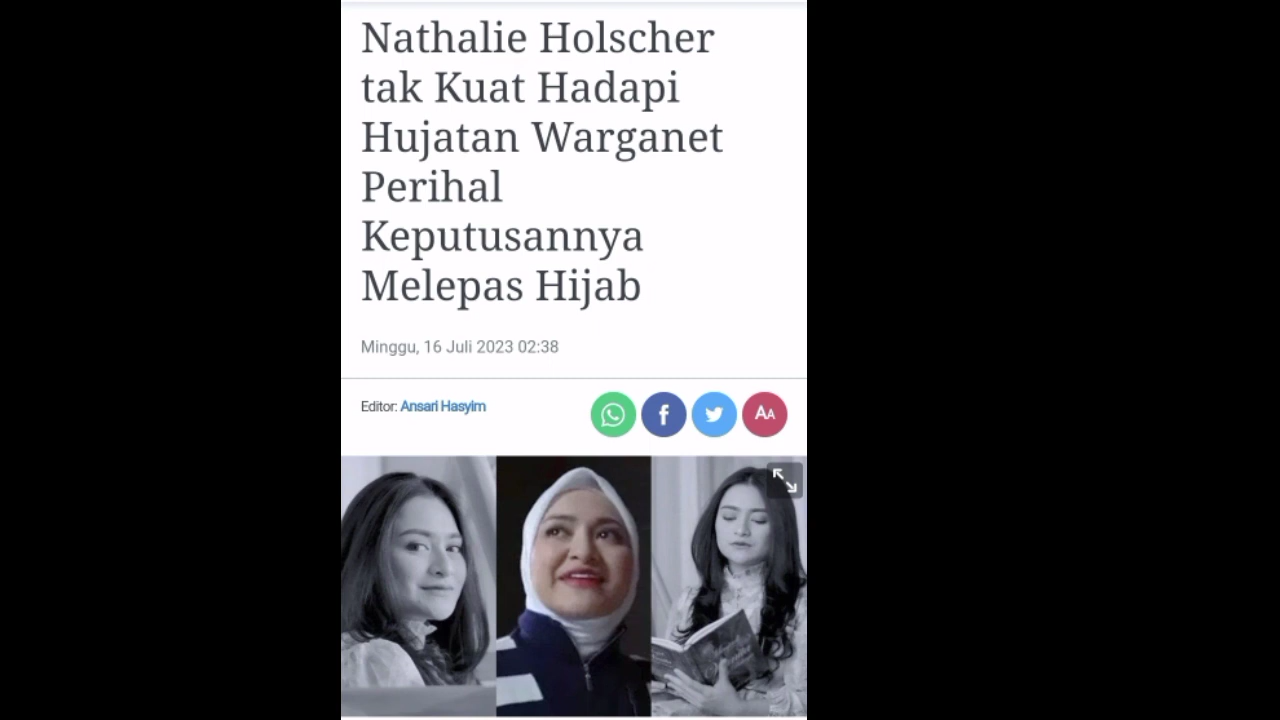 Nathalie Holscher
tak Kuat Hadapi
Hujatan Warganet
Perihal
Keputusannya
Melepas Hijab
Minggu, 16 Juli 2023 02:38
Editor: Ansari Hasyim
AA